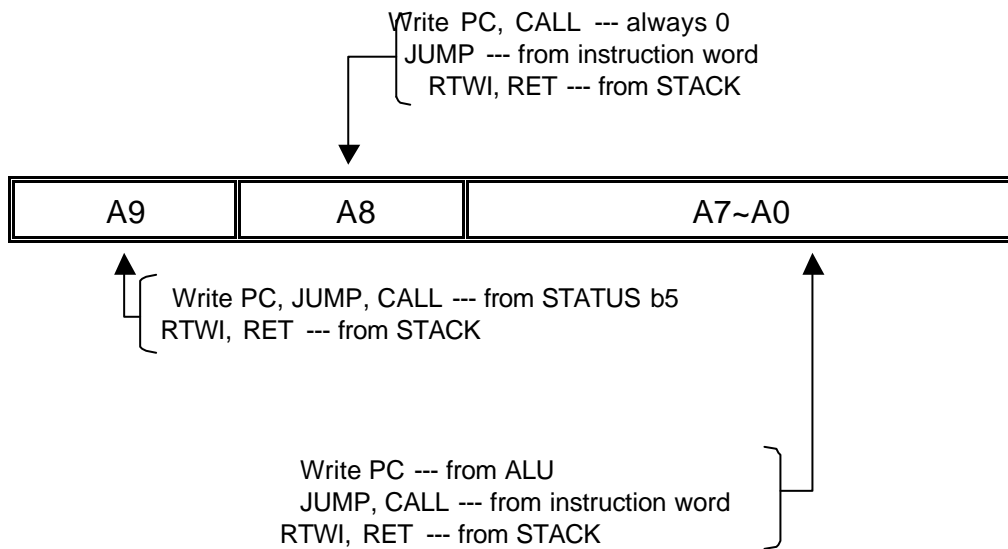 Write PC, CALL --- always 0
JUMP --- from instruction word
RTWI, RET --- from STACK
A9 A8 A7~A0
Write PC, JUMP, CALL --- from STATUS b5
RTWI, RET --- from STACK
Write PC --- from ALU
JUMP, CALL --- from instruction word
RTWI, RET --- from STACK